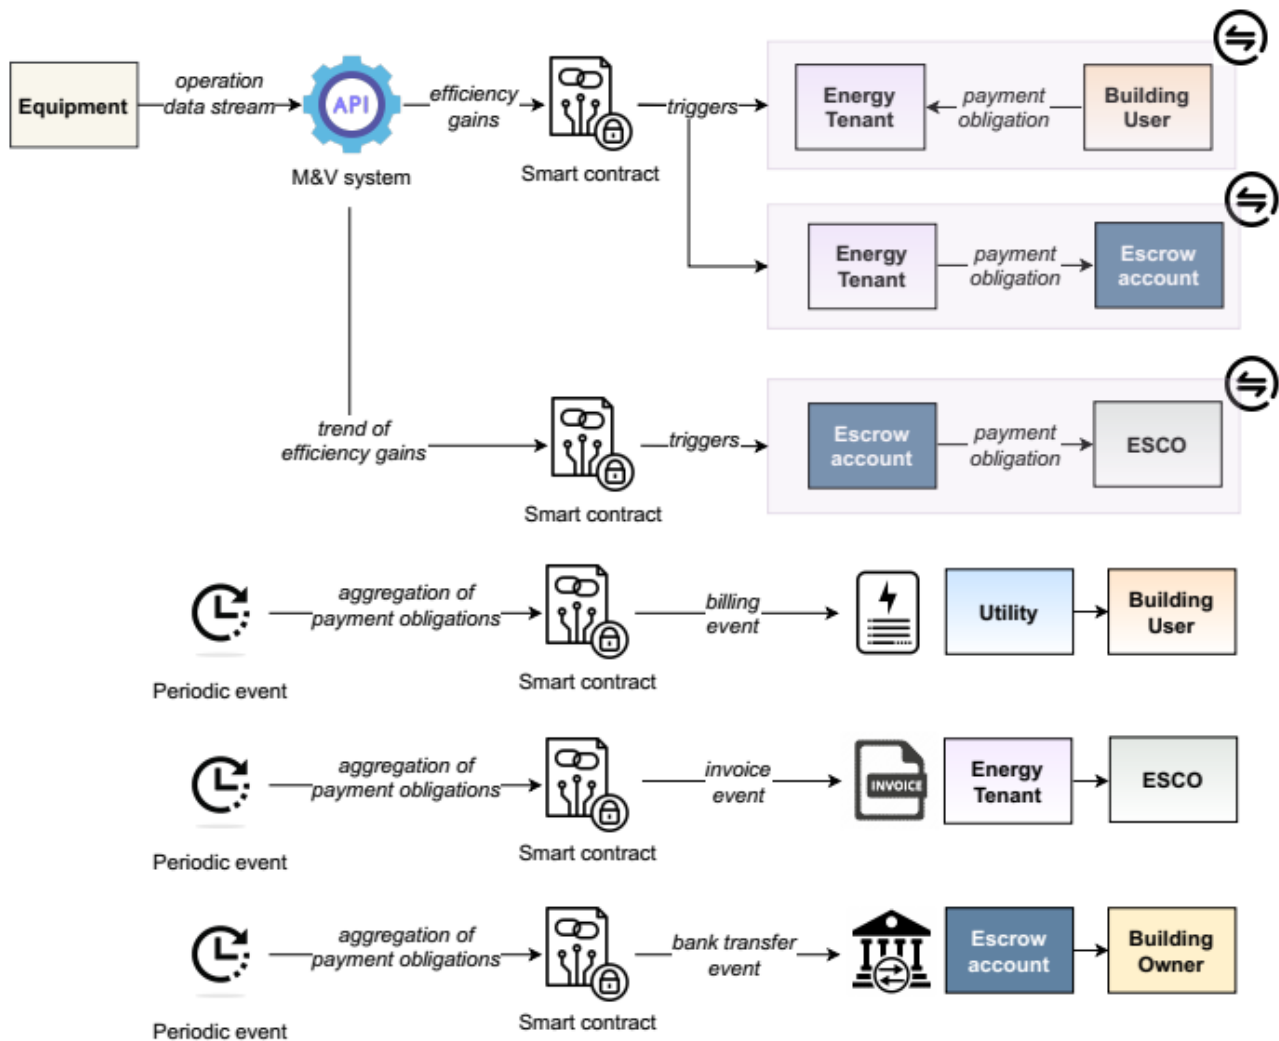 Equipment
operation
data stream
API
M&V system
efficiency
gains
Smart contract
triggers
Energy
Tenant
payment
obligation
Building
User
Energy
Tenant
payment
obligation
Escrow
account
trend of
efficiency gains
Smart contract
triggers
Escrow
account
payment
obligation
ESCO
Periodic event
aggregation of
payment obligations
Smart contract
billing
event
Utility
Building
User
Periodic event
aggregation of
payment obligations
Smart contract
invoice
event
INVOICE
Energy
Tenant
ESCO
Periodic event
aggregation of
payment obligations
Smart contract
bank transfer
event
Escrow
account
Building
Owner